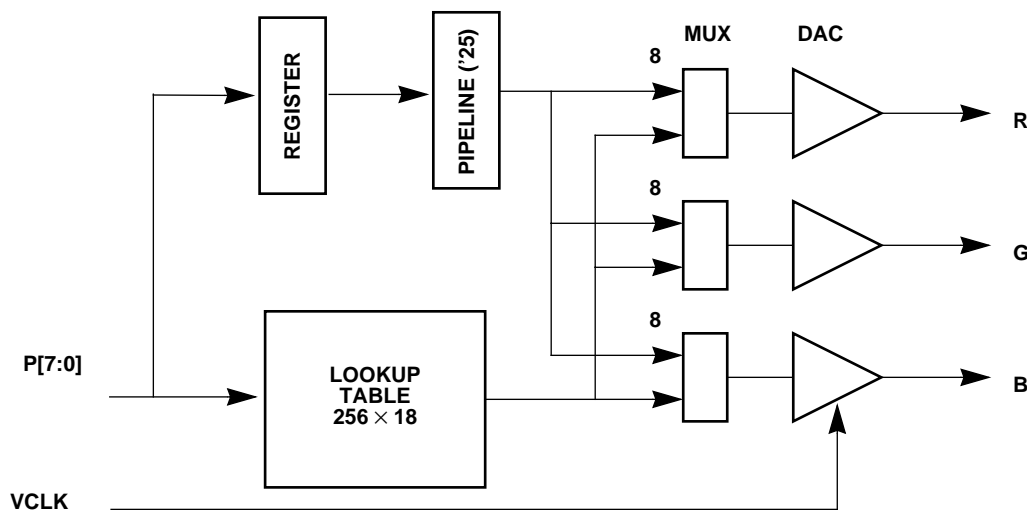 MUX
DAC
8
REGISTER
PIPELINE ('25)
R
8
G
8
P[7:0]
LOOKUP
TABLE
256 × 18
B
VCLK